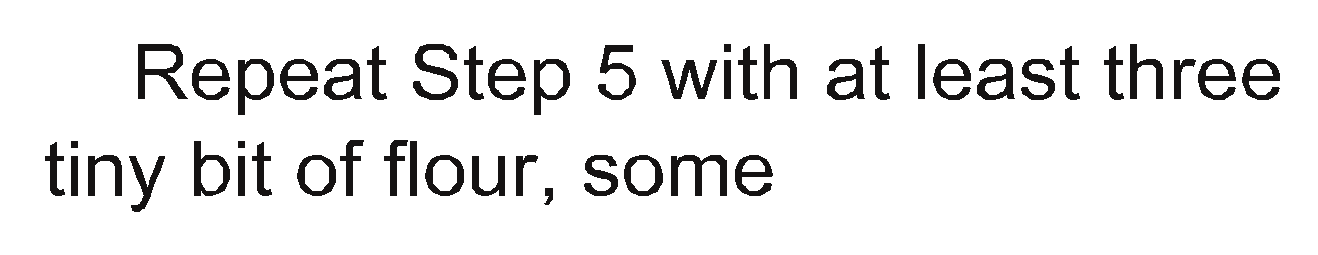 Repeat Step 5 with at least three
tiny bit of flour, some